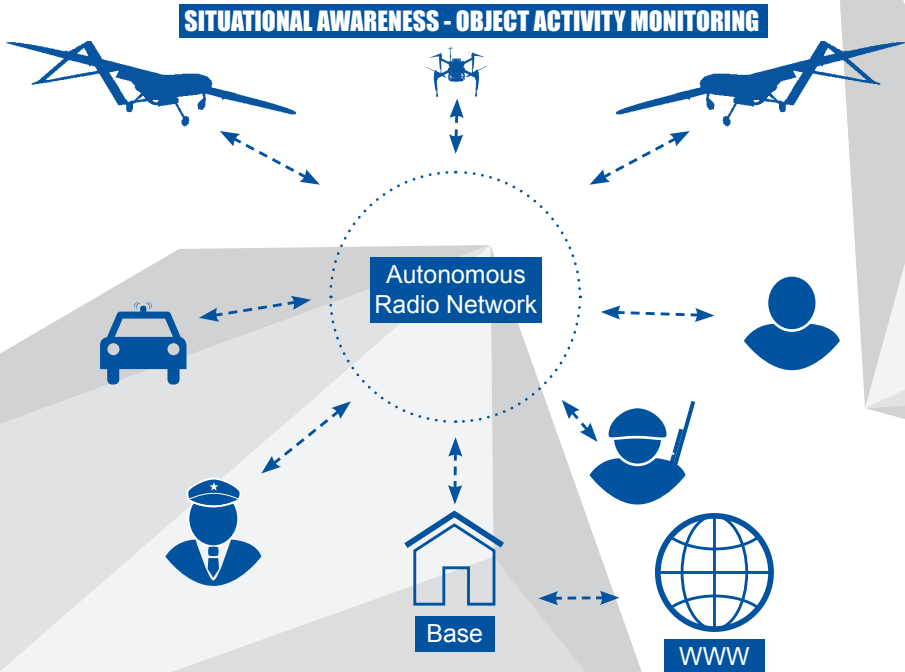 SITUATIONAL AWARENESS - OBJECT ACTIVITY MONITORING
Autonomous
Radio Network
Base
WWW